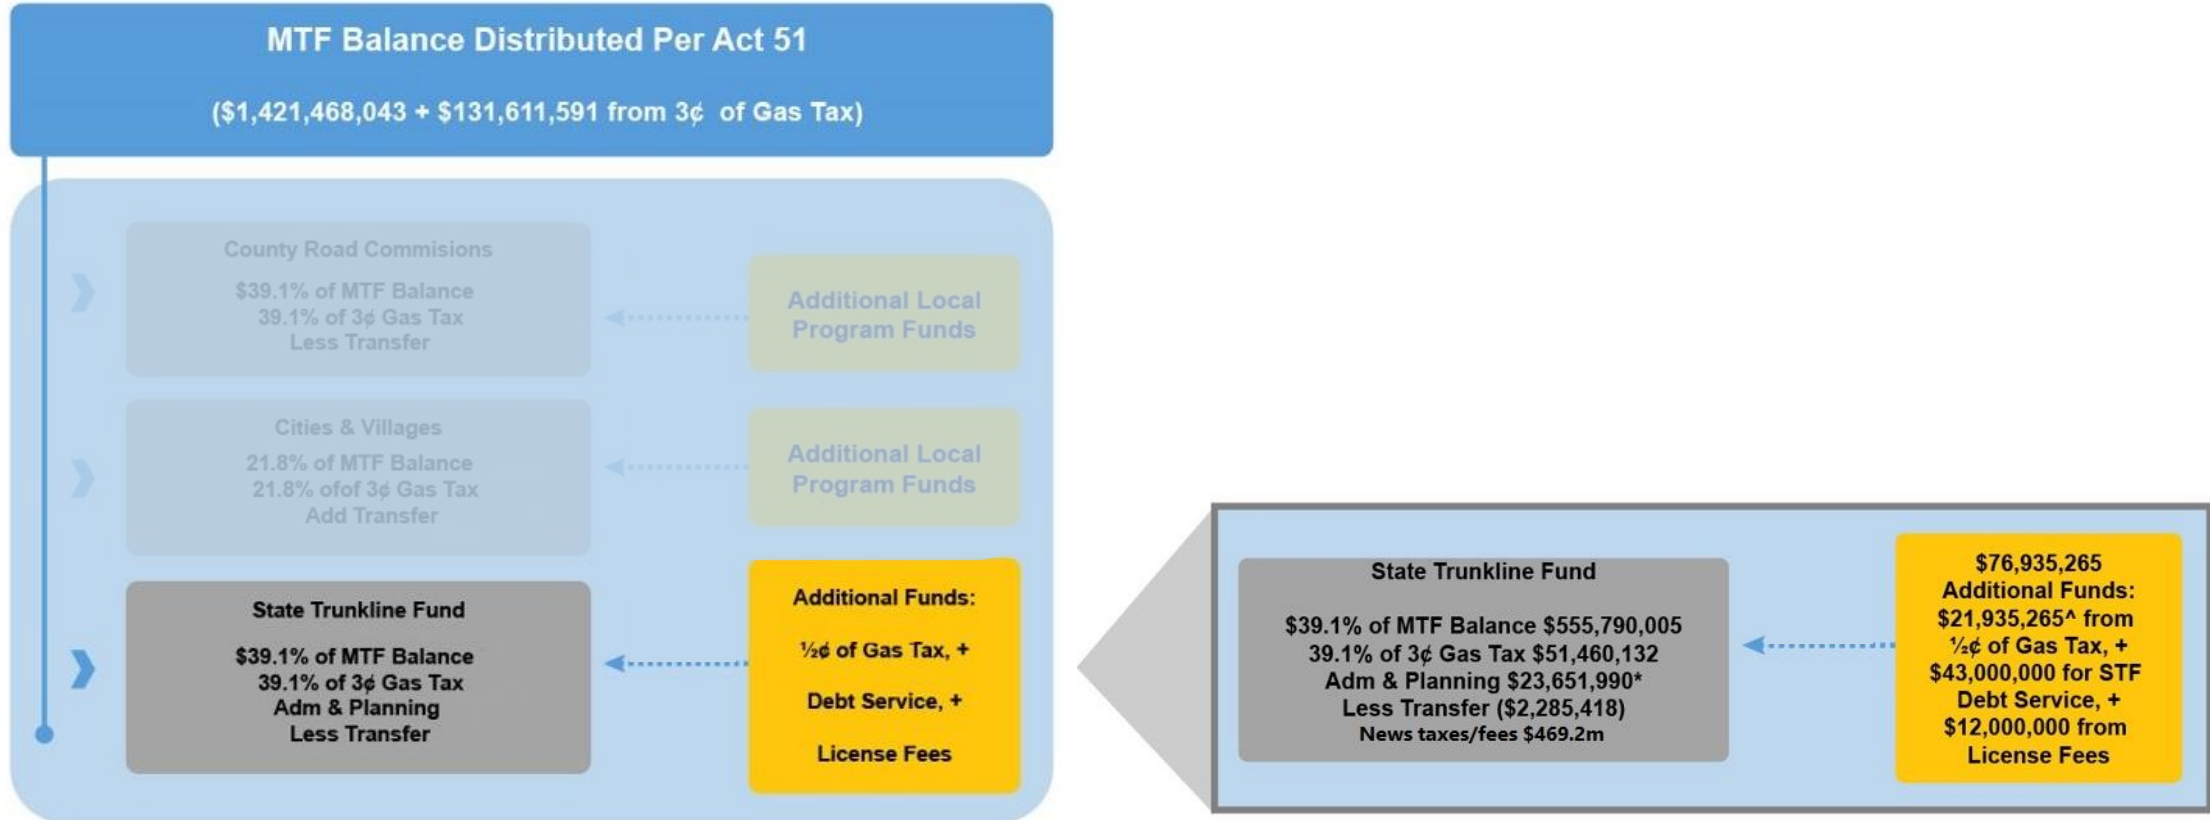 MTF Balance Distributed Per Act 51
($1,421,468,043 + $131,611,591 from 3¢ of Gas Tax)
County Road Commisions
$39.1% of MTF Balance
39.1% of 3¢ Gas Tax
Less Transfer
Additional Local
Program Funds
Cities & Villages
21.8% of MTF Balance
21.8% ofof 3¢ Gas Tax
Add Transfer
Additional Local
Program Funds
State Trunkline Fund
$39.1% of MTF Balance
39.1% of 3¢ Gas Tax
Adm & Planning
Less Transfer
Additional Funds:
½¢ of Gas Tax, +
Debt Service, +
License Fees
State Trunkline Fund
$39.1% of MTF Balance $555,790,005
39.1% of 3¢ Gas Tax $51,460,132
Adm & Planning $23,651,990*
Less Transfer ($2,285,418)
News taxes/fees $469.2m
$76,935,265
Additional Funds:
$21,935,265^ from
½¢ of Gas Tax, +
$43,000,000 for STF
Debt Service, +
$12,000,000 from
License Fees